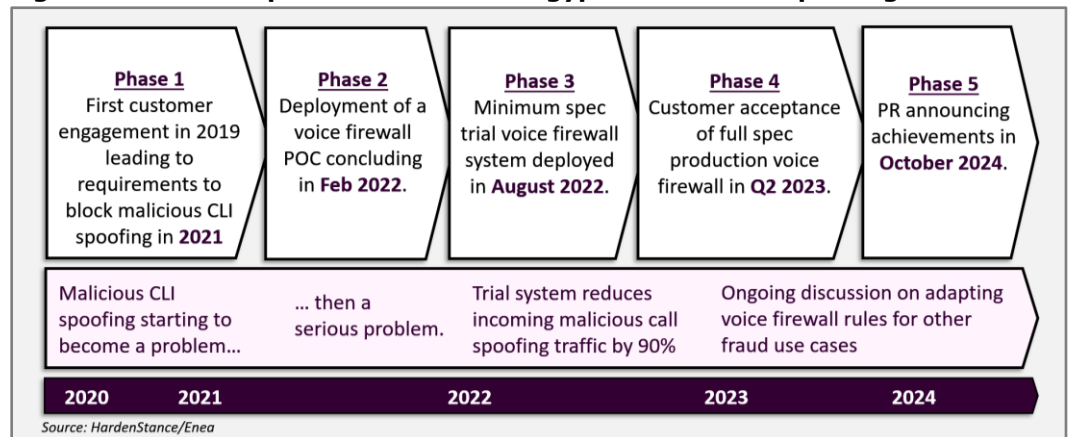 Phase 1
First customer
engagement in 2019
leading to
requirements to
block malicious CLI
spoofing in 2021
Phase 2
Deployment of a
voice firewall
POC concluding
in Feb 2022.
Phase 3
Minimum spec
trial voice firewall
system deployed
in August 2022.
Phase 4
Customer acceptance
of full spec
production voice
firewall in Q2 2023.
Phase 5
PR announcing
achievements in
October 2024.
Malicious CLI
spoofing starting to
become a problem…
… then a
serious problem.
Trial system reduces
incoming malicious call
spoofing traffic by 90%
Ongoing discussion on adapting
voice firewall rules for other
fraud use cases
2020 2021 2022 2023 2024
Source: HardenStance/Enea